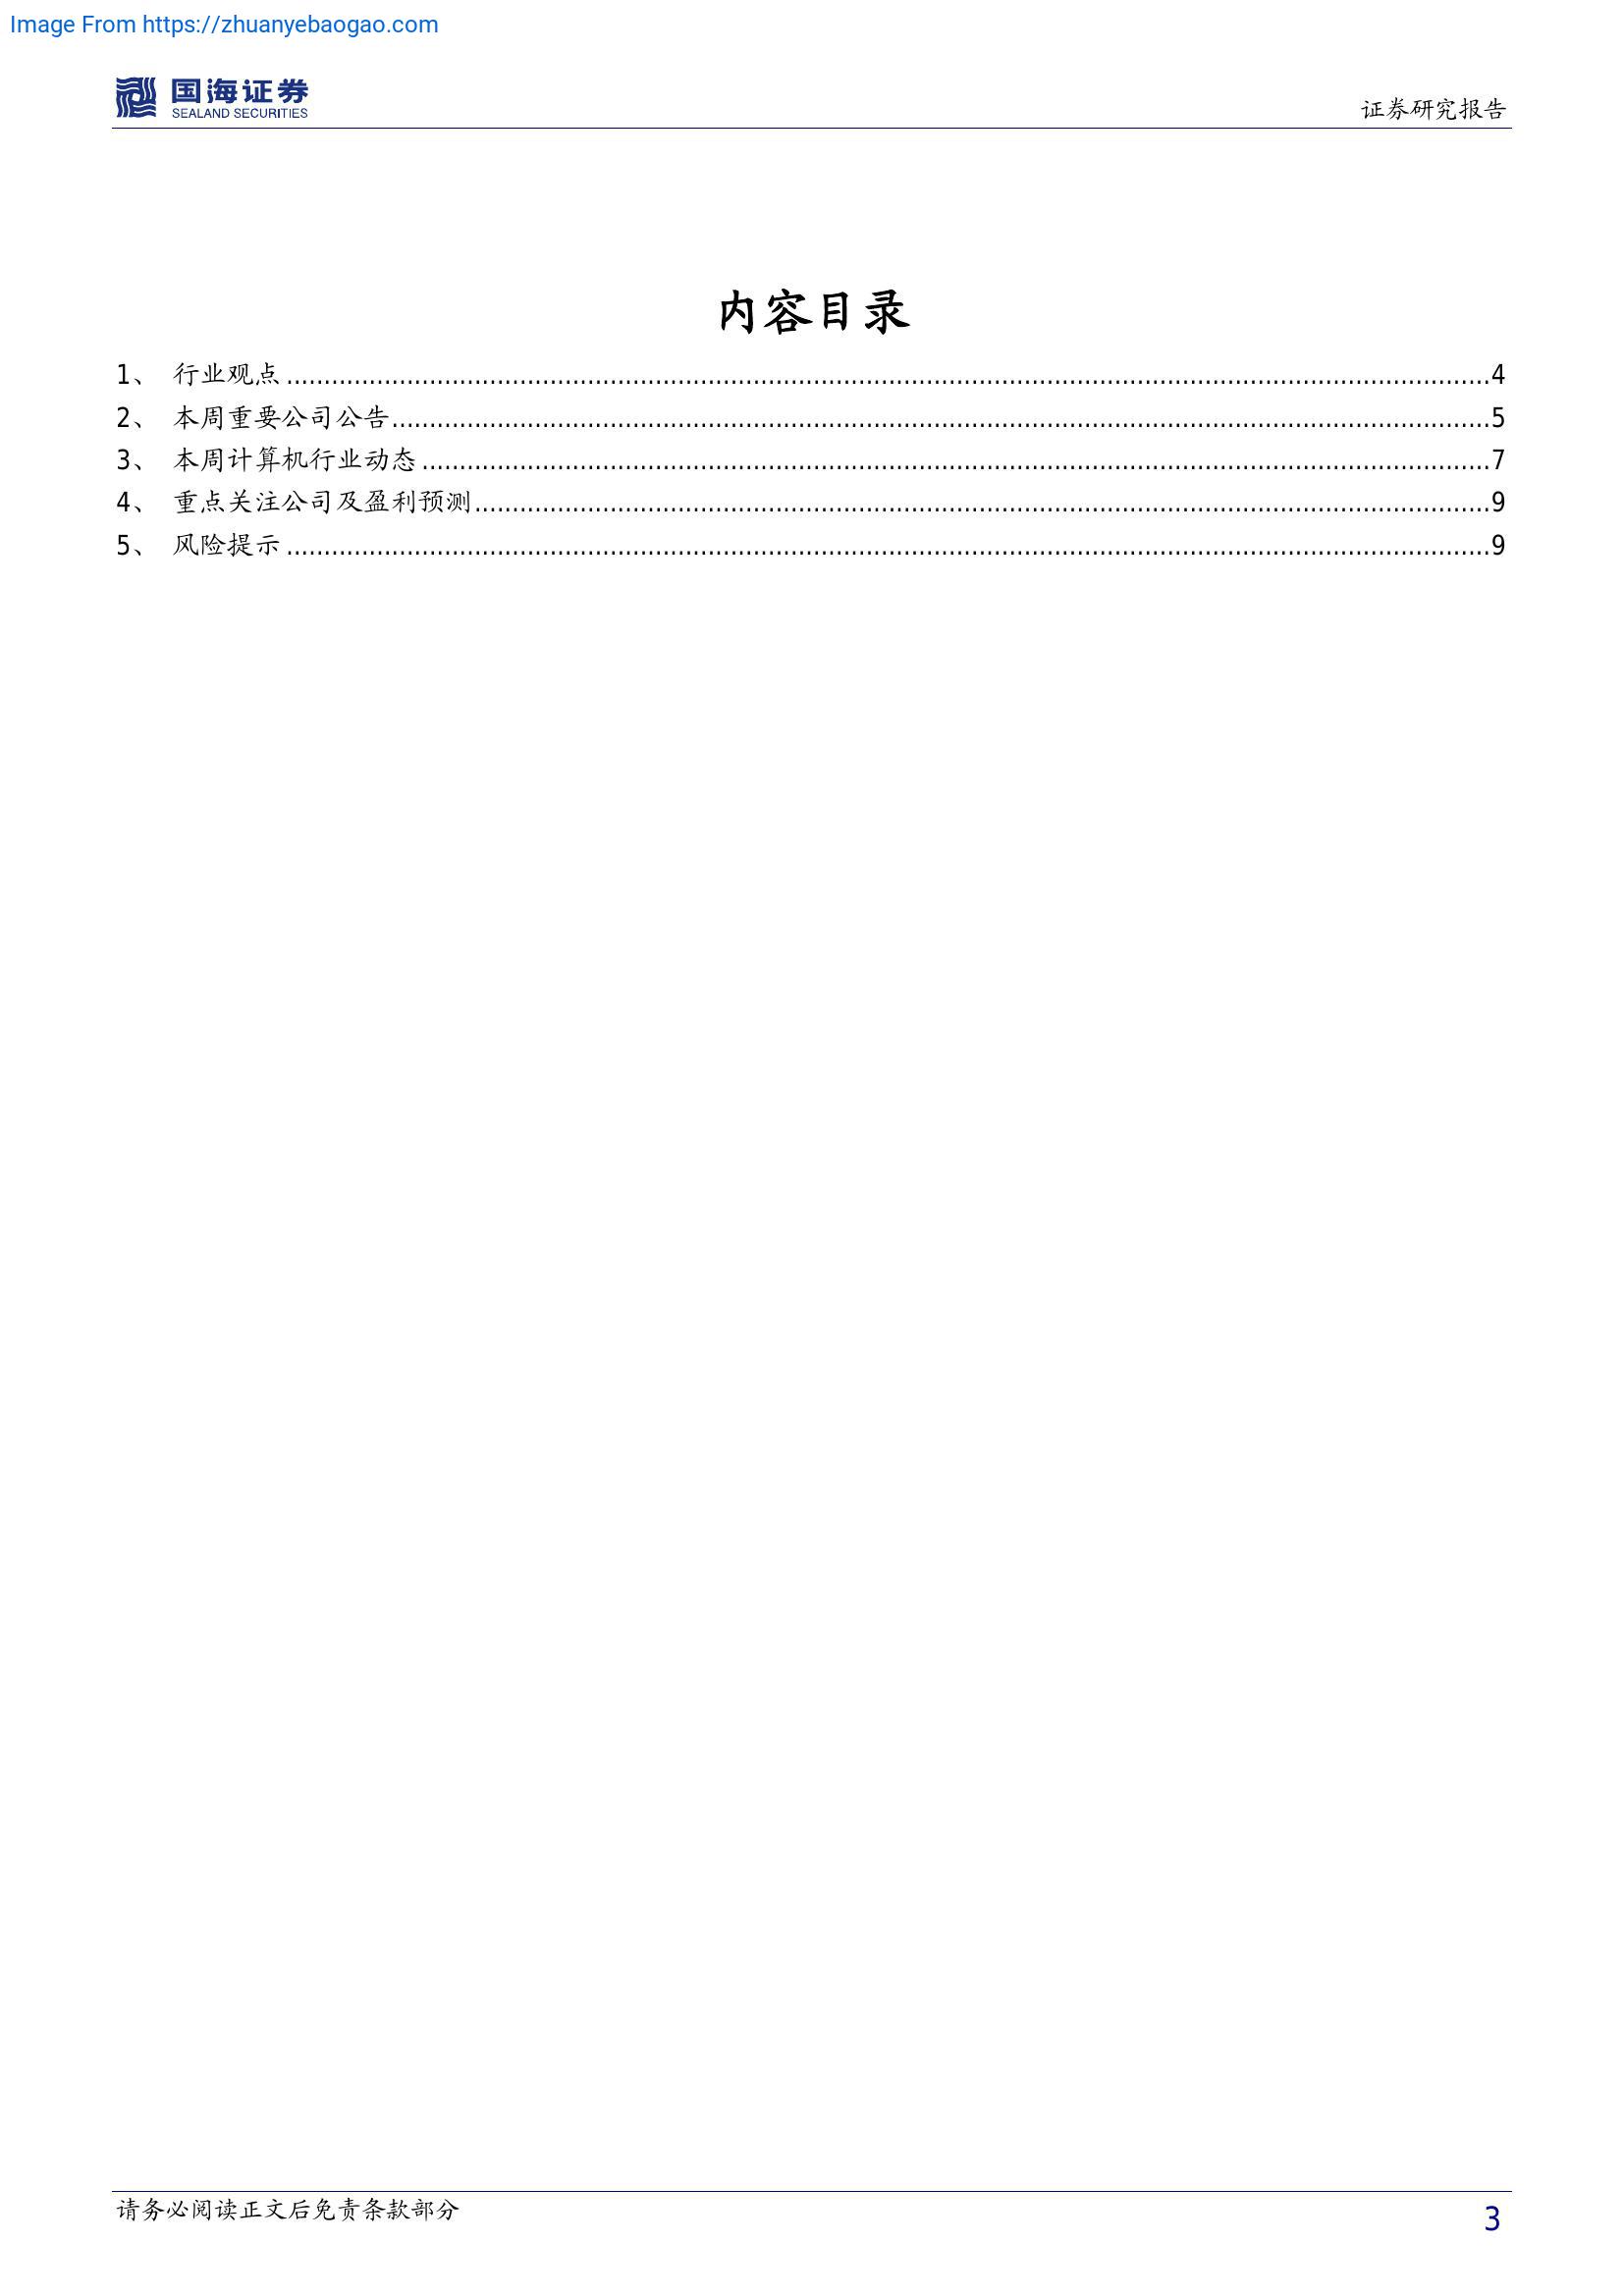 Image From https://zhuanyebaogao.com
国海证券
SEALAND SECURITIES
证券研究报告
内容目录
1、 行业观点 ........................................................................................................................................................4
2、 本周重要公司公告........................................................................................................................................5
3、 本周计算机行业动态 ....................................................................................................................................7
4、 重点关注公司及盈利预测..............................................................................................................................9
5、 风险提示 ........................................................................................................................................................9
请务必阅读正文后免责条款部分
3